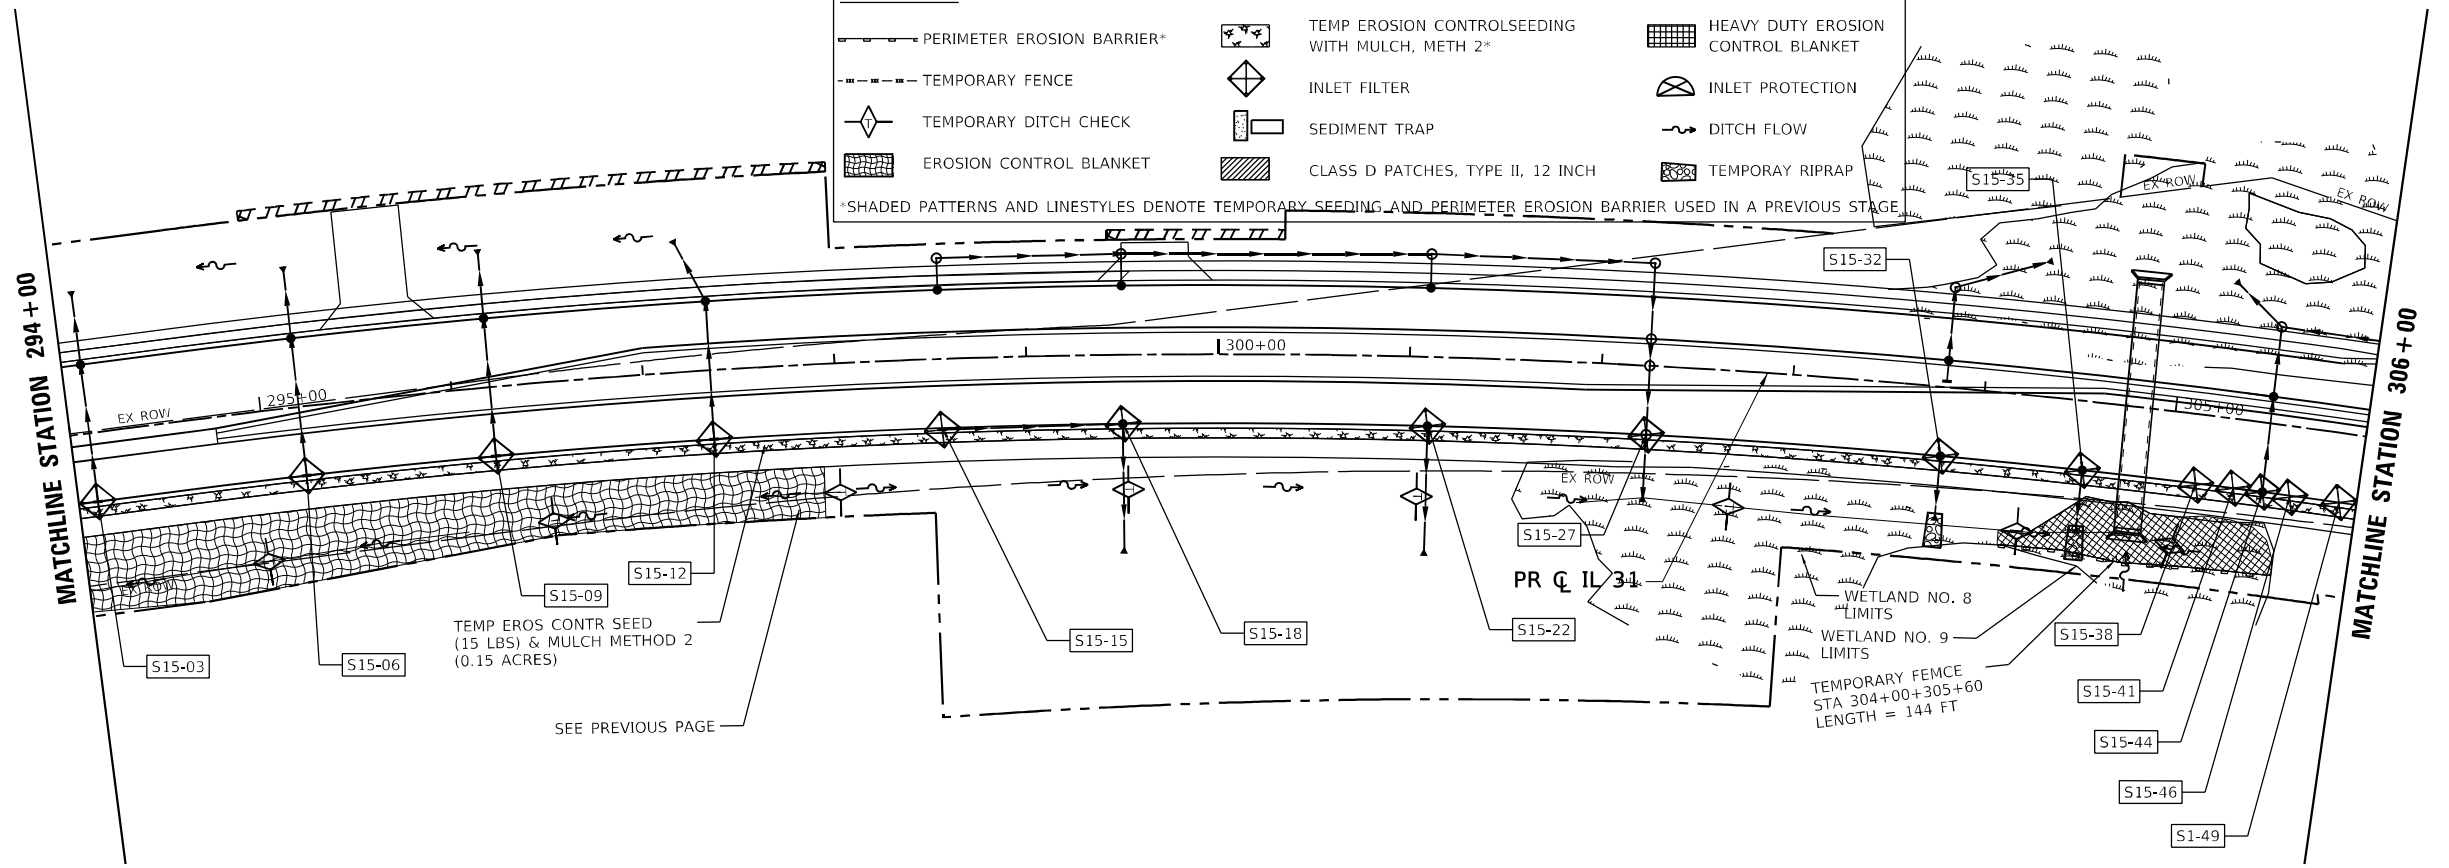 PERIMETER EROSION BARRIER*
TEMPORARY FENCE
TEMPORARY DITCH CHECK
EROSION CONTROL BLANKET
TEMP EROSION CONTROLSEEDING
WITH MULCH, METH 2*
INLET FILTER
SEDIMENT TRAP
CLASS D PATCHES, TYPE II, 12 INCH
HEAVY DUTY EROSION
CONTROL BLANKET
INLET PROTECTION
DITCH FLOW
TEMPORAY RIPRAP
*SHADED PATTERNS AND LINESTYLES DENOTE TEMPORARY SEEDING AND PERIMETER EROSION BARRIER USED IN A PREVIOUS STAGE
T
MATCHLINE STATION 294+00
MATCHLINE STATION 306+00
S15-35
EX ROW
EX ROW
S15-32
300+00
295+00
305+00
EX ROW
EX ROW
EX ROW
S15-27
PR ℄ IL 31
S15-12
S15-09
TEMP EROS CONTR SEED
(15 LBS) & MULCH METHOD 2
(0.15 ACRES)
S15-03
S15-06
S15-15
S15-18
S15-22
WETLAND NO. 8
LIMITS
WETLAND NO. 9
LIMITS
S15-38
TEMPORARY FEMCE
STA 304+00+305+60
LENGTH = 144 FT
S15-41
SEE PREVIOUS PAGE
S15-44
S15-46
S1-49